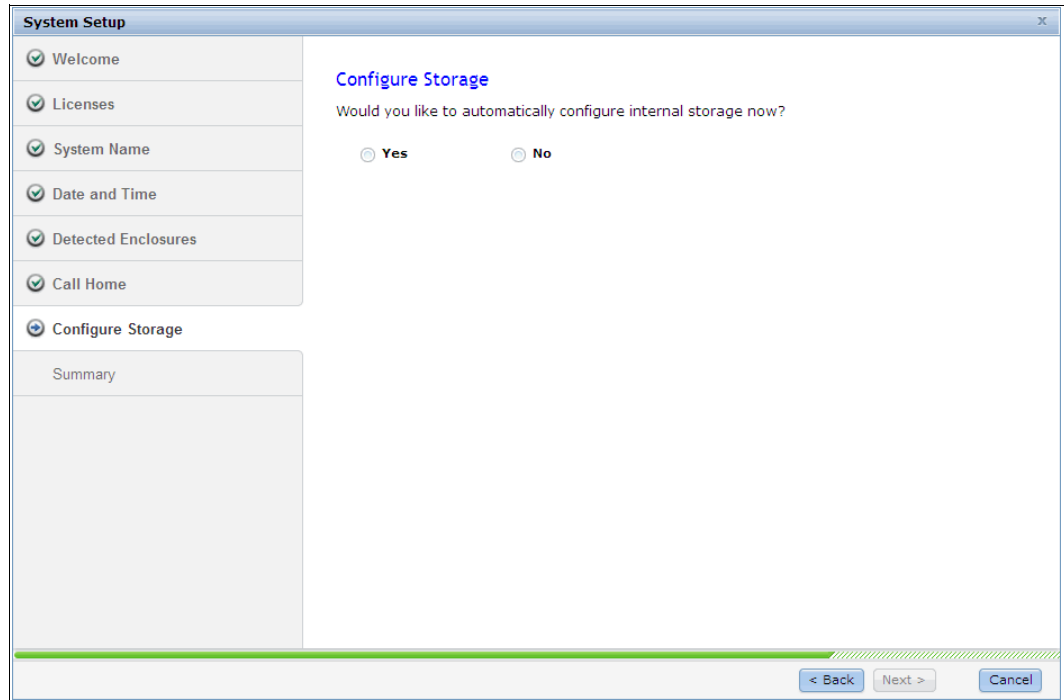 System Setup
x
Welcome
Licenses
System Name
Date and Time
Detected Enclosures
Call Home
Configure Storage
Summary
Configure Storage
Would you like to automatically configure internal storage now?
Yes No
< Back Next > Cancel